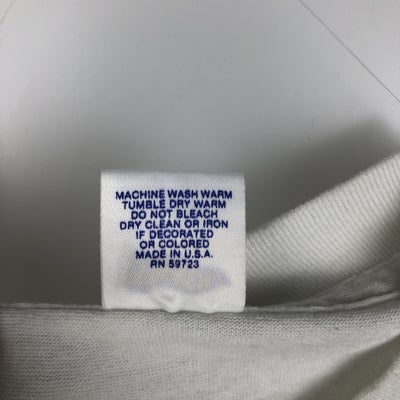 MACHINE WASH WARM
TUMBLE DRY WARM
DO NOT BLEACH
DRY CLEAN OR IRON
IF DECORATED
OR COLORED
MADE IN U.S.A.
RN 59723